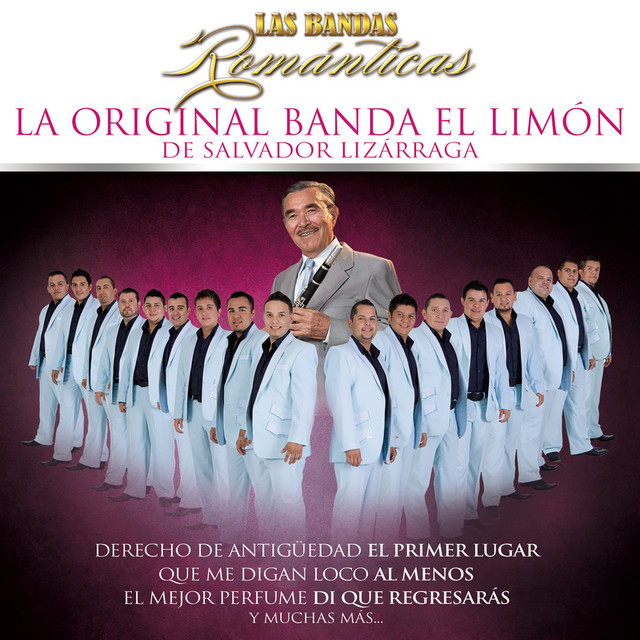 LAS BANDAS
Románticas
LA ORIGINAL BANDA EL LIMÓN
DE SALVADOR LIZÁRRAGA
DERECHO DE ANTIGÜEDAD EL PRIMER LUGAR
QUE ME DIGAN LOCO AL MENOS
EL MEJOR PERFUME DI QUE REGRESARÁS
Y MUCHAS MÁS...